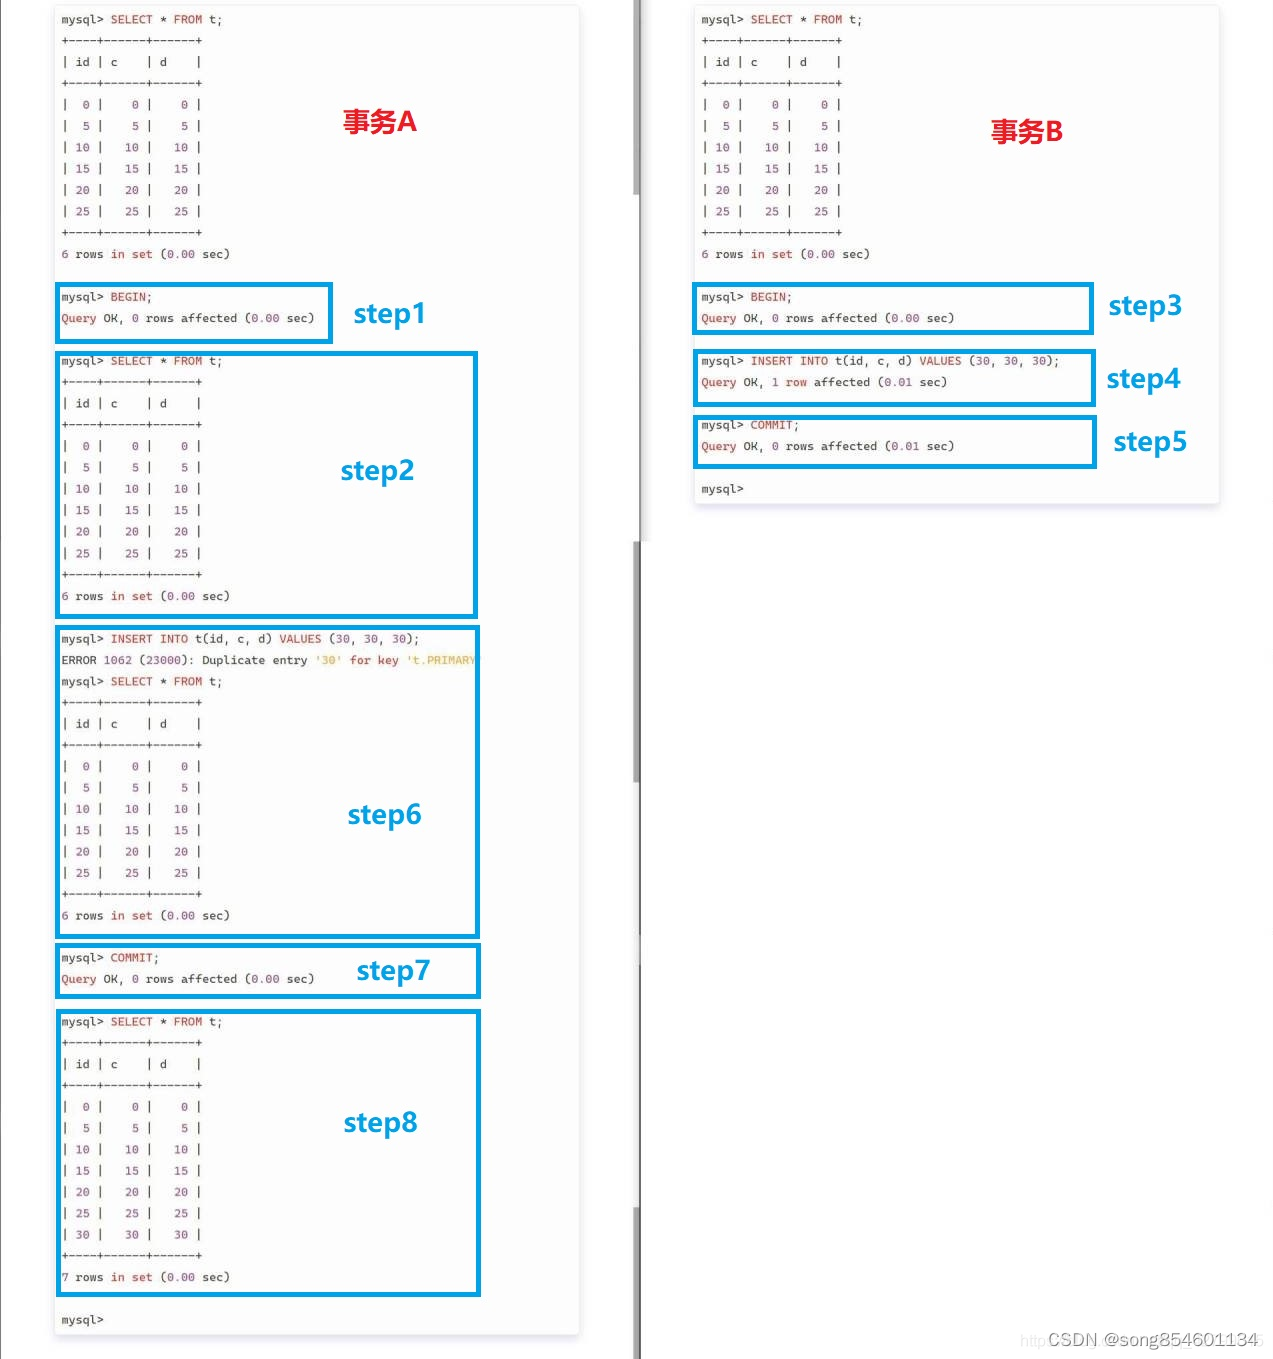 mysql> SELECT * FROM t;
+----+------+------+
| id | c    | d    |
+----+------+------+
|  0 |    0 |    0 |
|  5 |    5 |    5 |
| 10 |   10 |   10 |
| 15 |   15 |   15 |
| 20 |   20 |   20 |
| 25 |   25 |   25 |
+----+------+------+
6 rows in set (0.00 sec)
事务A
mysql> BEGIN;
Query OK, 0 rows affected (0.00 sec)
step1
mysql> SELECT * FROM t;
+----+------+------+
| id | c    | d    |
+----+------+------+
|  0 |    0 |    0 |
|  5 |    5 |    5 |
| 10 |   10 |   10 |
| 15 |   15 |   15 |
| 20 |   20 |   20 |
| 25 |   25 |   25 |
+----+------+------+
6 rows in set (0.00 sec)
step2
mysql> INSERT INTO t(id, c, d) VALUES (30, 30, 30);
ERROR 1062 (23000): Duplicate entry '30' for key 't.PRIMARY
mysql> SELECT * FROM t;
+----+------+------+
| id | c    | d    |
+----+------+------+
|  0 |    0 |    0 |
|  5 |    5 |    5 |
| 10 |   10 |   10 |
| 15 |   15 |   15 |
| 20 |   20 |   20 |
| 25 |   25 |   25 |
+----+------+------+
6 rows in set (0.00 sec)
step6
mysql> COMMIT;
Query OK, 0 rows affected (0.00 sec)
step7
mysql> SELECT * FROM t;
+----+------+------+
| id | c    | d    |
+----+------+------+
|  0 |    0 |    0 |
|  5 |    5 |    5 |
| 10 |   10 |   10 |
| 15 |   15 |   15 |
| 20 |   20 |   20 |
| 25 |   25 |   25 |
| 30 |   30 |   30 |
+----+------+------+
7 rows in set (0.00 sec)
step8
mysql>
mysql> SELECT * FROM t;
+----+------+------+
| id | c    | d    |
+----+------+------+
|  0 |    0 |    0 |
|  5 |    5 |    5 |
| 10 |   10 |   10 |
| 15 |   15 |   15 |
| 20 |   20 |   20 |
| 25 |   25 |   25 |
+----+------+------+
6 rows in set (0.00 sec)
事务B
mysql> BEGIN;
Query OK, 0 rows affected (0.00 sec)
step3
mysql> INSERT INTO t(id, c, d) VALUES (30, 30, 30);
Query OK, 1 row affected (0.01 sec)
step4
mysql> COMMIT;
Query OK, 0 rows affected (0.01 sec)
step5
mysql>
CSDN @song854601134